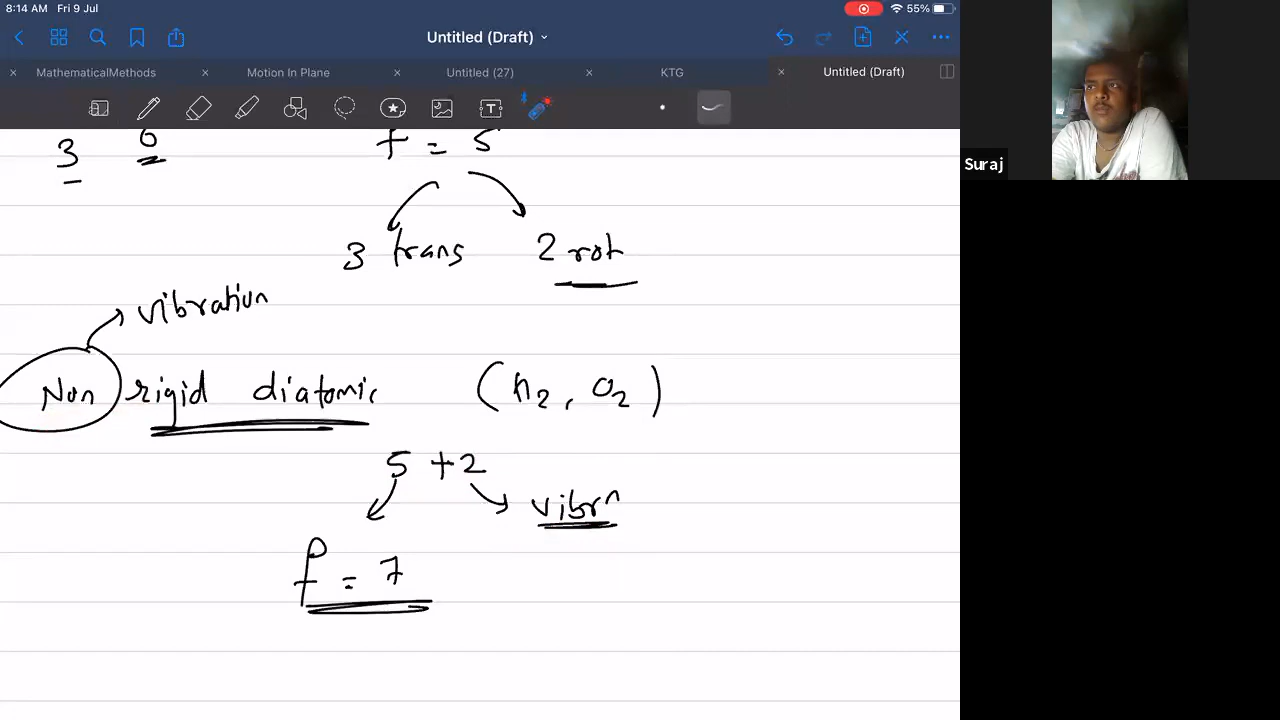 8:14 AM Fri 9 Jul
55%
Untitled (Draft)
MathematicalMethods
Motion In Plane
Untitled (27)
KTG
Untitled (Draft)
T
Suraj
3 6 f = 5
3 trans 2 rot
vibration
Non rigid diatomic (H2, O2)
5 + 2
vibrn
f = 7